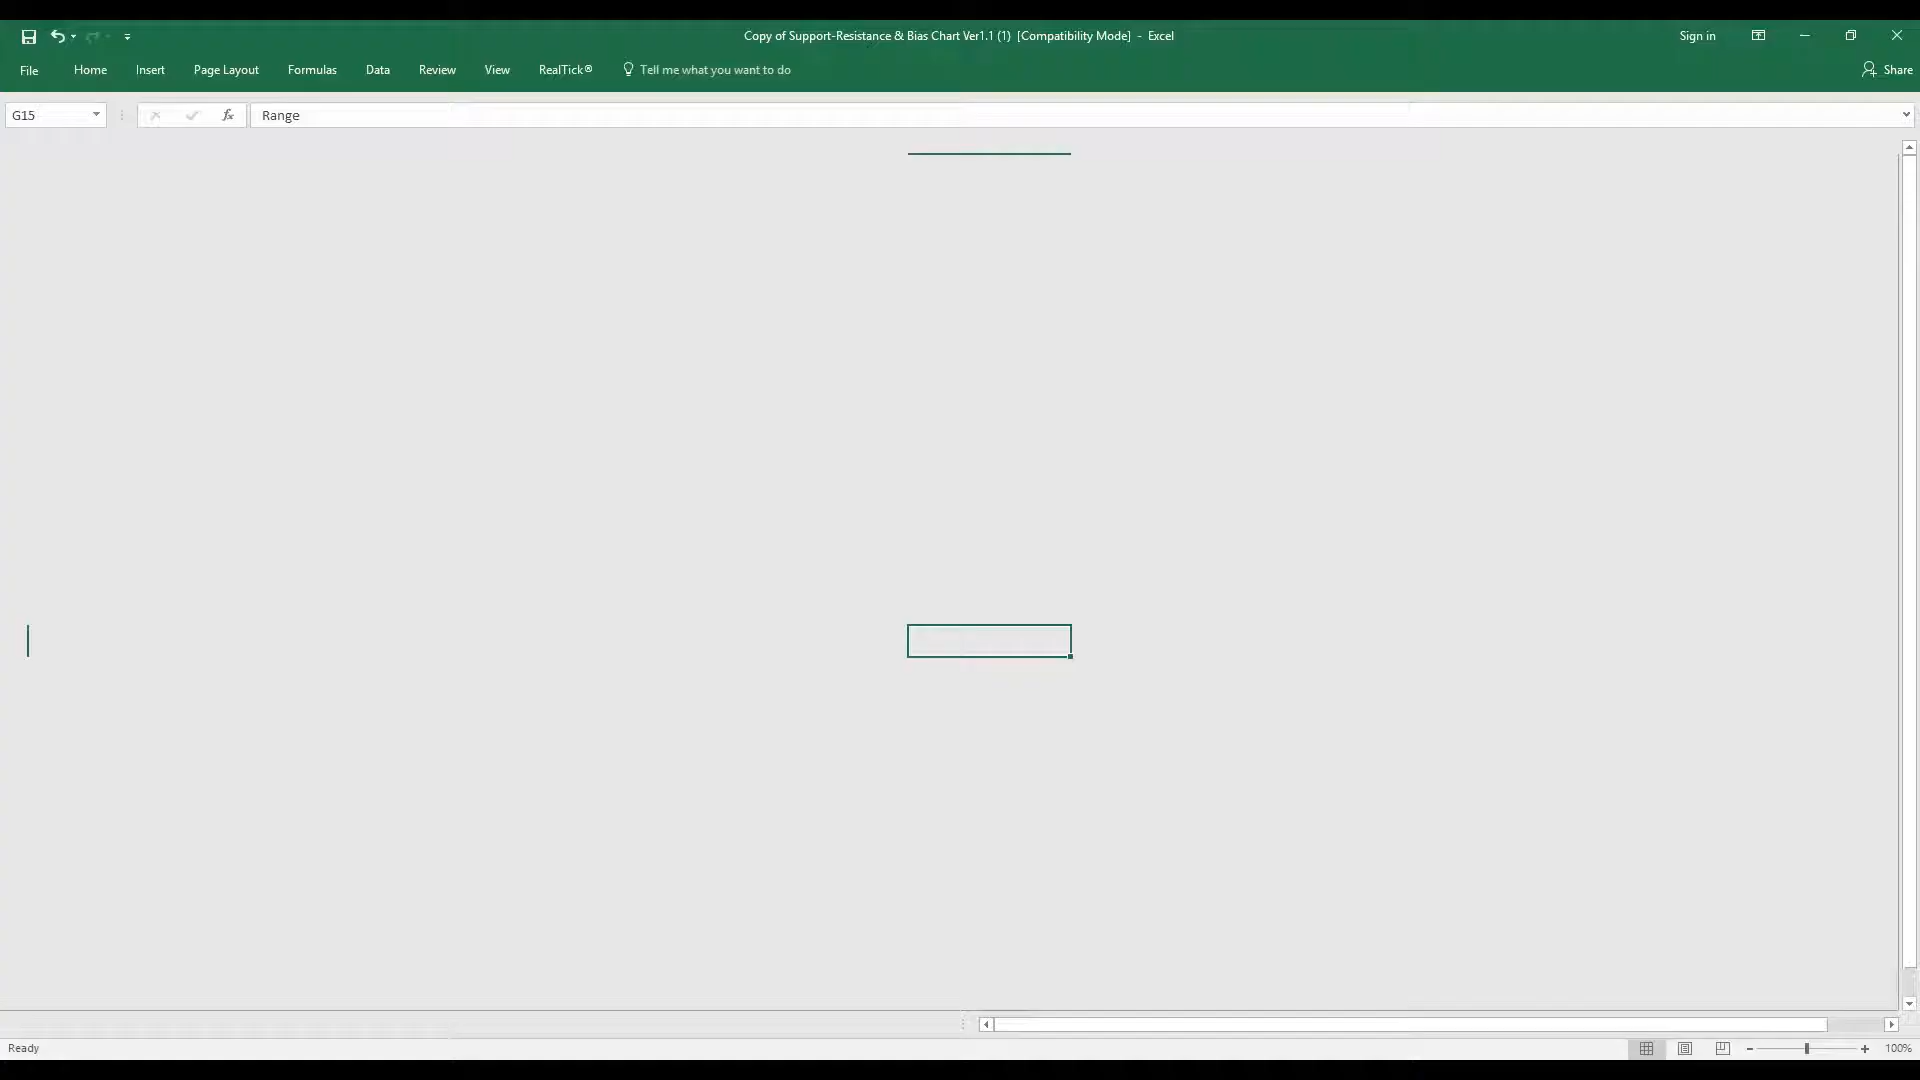 Copy of Support-Resistance & Bias Chart Ver1.1 (1) [Compatibility Mode] - Excel
Sign in
File Home Insert Page Layout Formulas Data Review View RealTick® Tell me what you want to do Share
G15 fx Range
Ready 100%